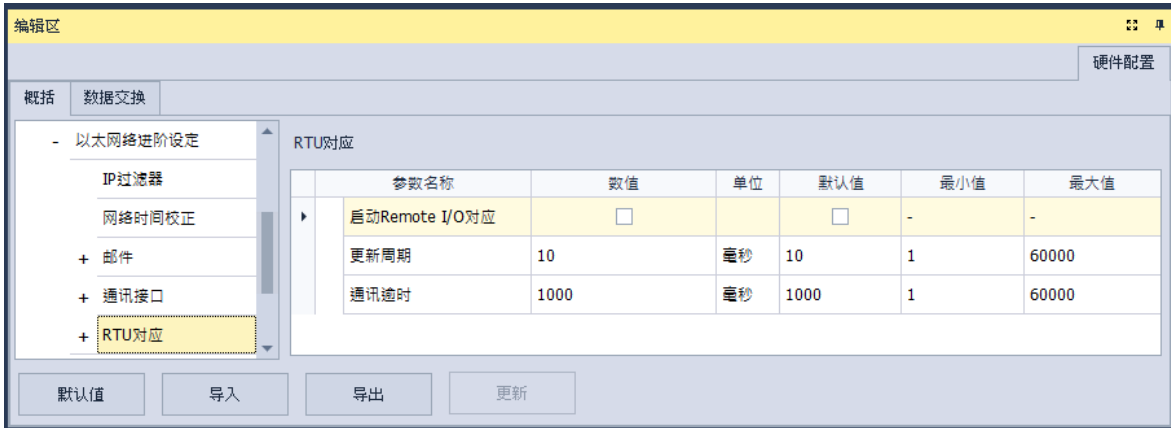 编辑区
硬件配置
概括 数据交换
- 以太网络进阶设定
IP过滤器
网络时间校正
+ 邮件
+ 通讯接口
+ RTU对应
RTU对应
参数名称 数值 单位 默认值 最小值 最大值
启动Remote I/O对应 - -
更新周期 10 毫秒 10 1 60000
通讯逾时 1000 毫秒 1000 1 60000
默认值 导入 导出 更新